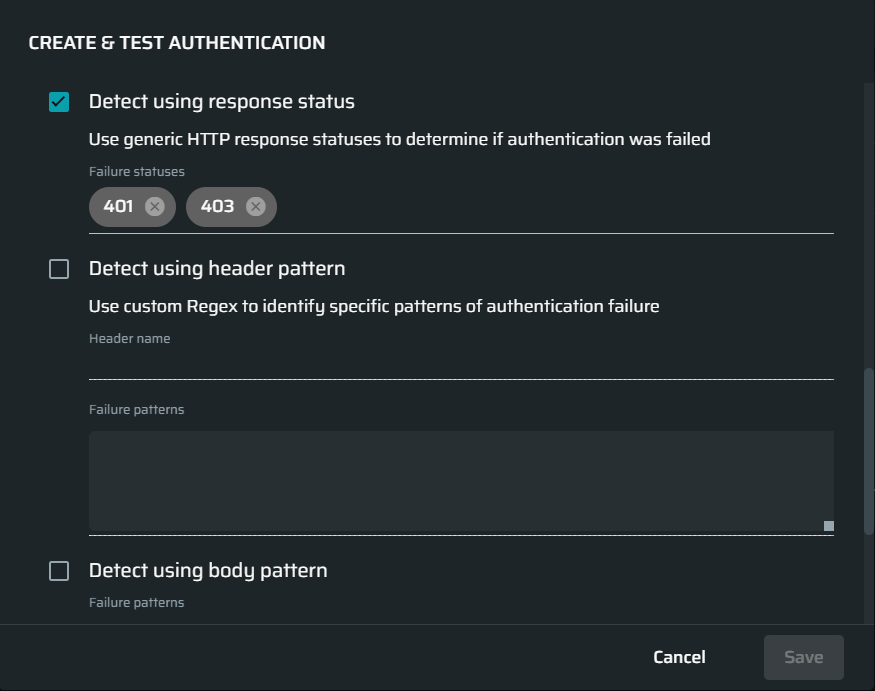 CREATE & TEST AUTHENTICATION
Detect using response status
Use generic HTTP response statuses to determine if authentication was failed
Failure statuses
401 403
Detect using header pattern
Use custom Regex to identify specific patterns of authentication failure
Header name
Failure patterns
Detect using body pattern
Failure patterns
Cancel Save